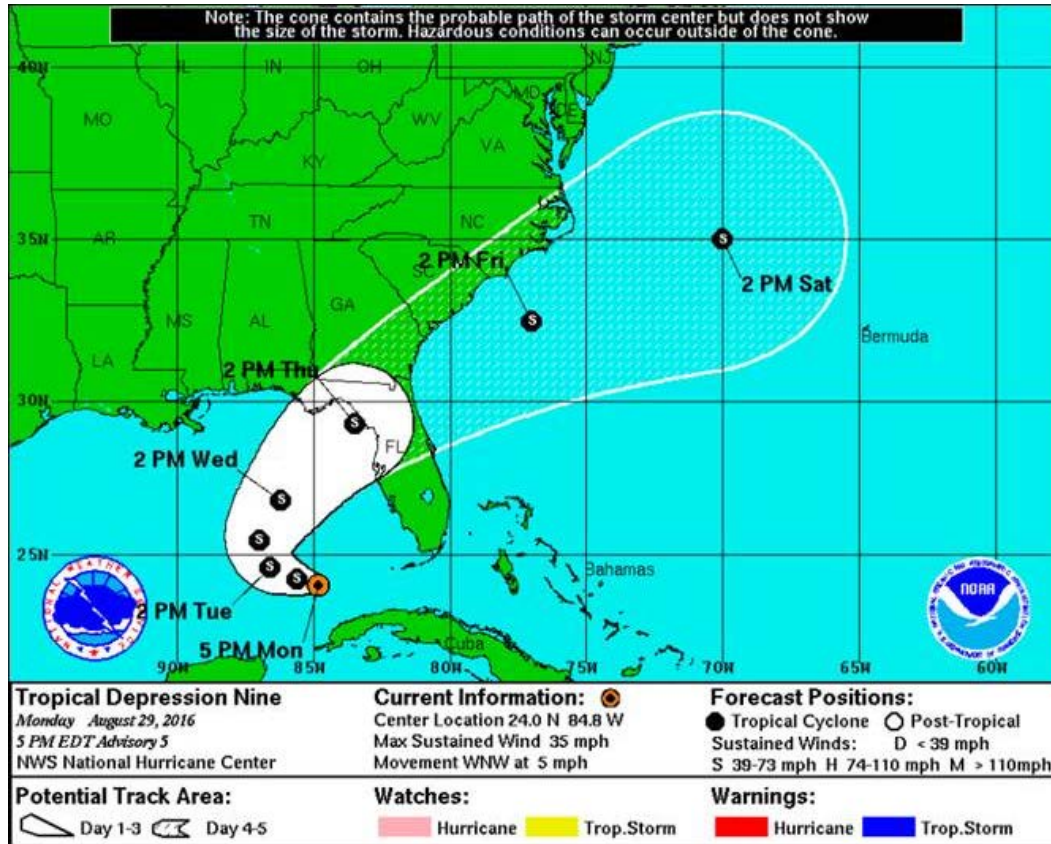 Note: The cone contains the probable path of the storm center but does not show
the size of the storm. Hazardous conditions can occur outside of the cone.
40N
IL
IN
OH
NJ
MD
DE
MO
WV
VA
KY
TN
NC
AR
35N
2 PM Fri
SC
S
2 PM Sat
MS
AL
GA
S
Bermuda
LA
2 PM Thu
30N
S
FL
2 PM Wed
S
S
25N
S
S
Bahamas
NATIONAL WEATHER SERVICE
NOAA
2 PM Tue
5 PM Mon
Cuba
90N
85W
80W
75W
70W
65W
60W
Tropical Depression Nine
Monday August 29, 2016
5 PM EDT Advisory 5
NWS National Hurricane Center
Current Information:
Center Location 24.0 N 84.8 W
Max Sustained Wind 35 mph
Movement WNW at 5 mph
Forecast Positions:
Tropical Cyclone Post-Tropical
Sustained Winds: D < 39 mph
S 39-73 mph H 74-110 mph M > 110mph
Potential Track Area:
Day 1-3 Day 4-5
Watches:
Hurricane Trop.Storm
Warnings:
Hurricane Trop.Storm